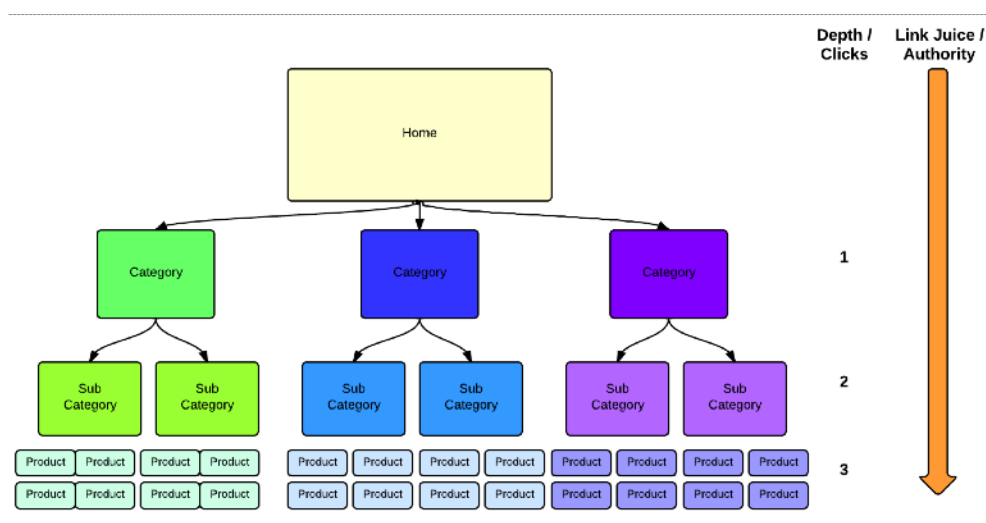 Depth /
Clicks
Link Juice /
Authority
Home
Category
Category
Category
1
Sub
Category
Sub
Category
Sub
Category
Sub
Category
Sub
Category
Sub
Category
2
Product Product Product Product Product Product Product Product Product Product Product Product
3
Product Product Product Product Product Product Product Product Product Product Product Product